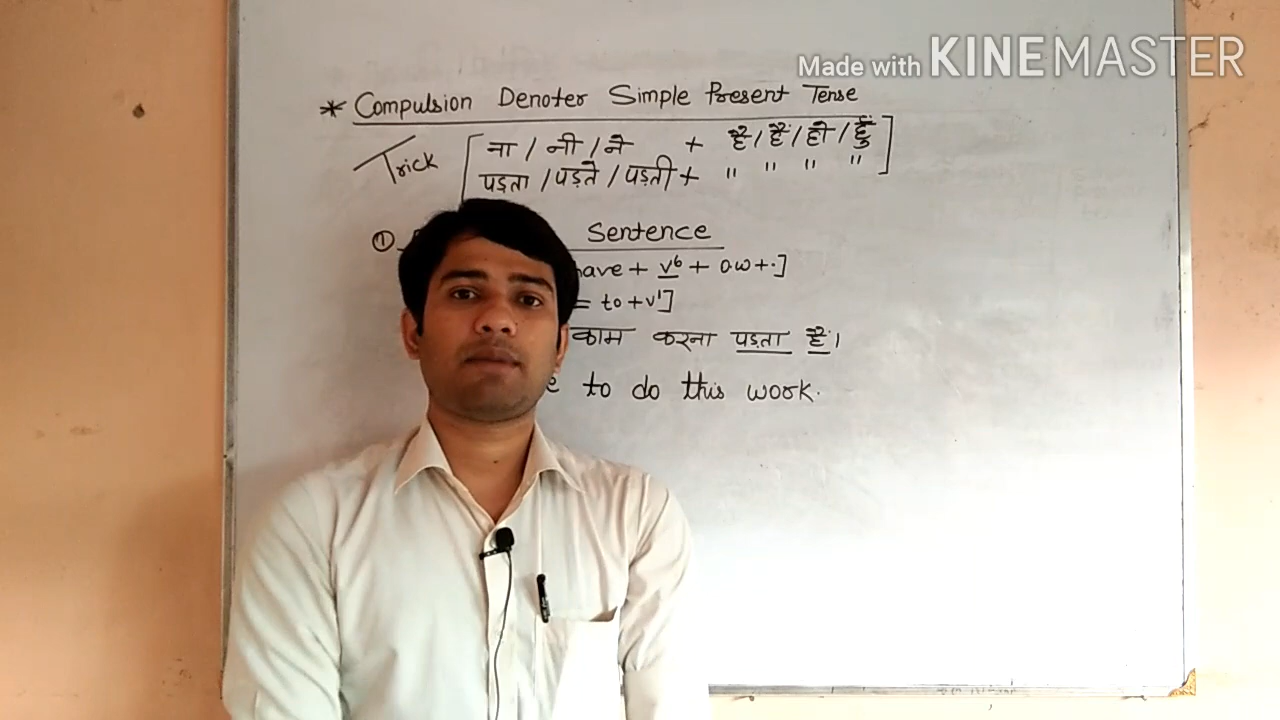 Made with KINEMASTER
* Compulsion Denoter Simple Present Tense
Trick [ ना / नी / ने + है / हैं / हो / हूँ ]
पड़ता / पड़ते / पड़ती + " " " "
① Sentence
have + v⁶ + o.w + .]
= to + v¹]
काम करना पड़ता है।
to do this work.